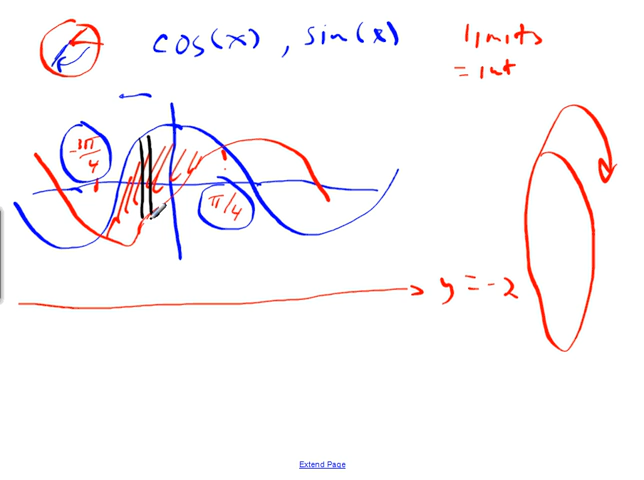 cos(x), sin(x)
limits
= int
-3π/4
π/4
y = -2
Extend Page